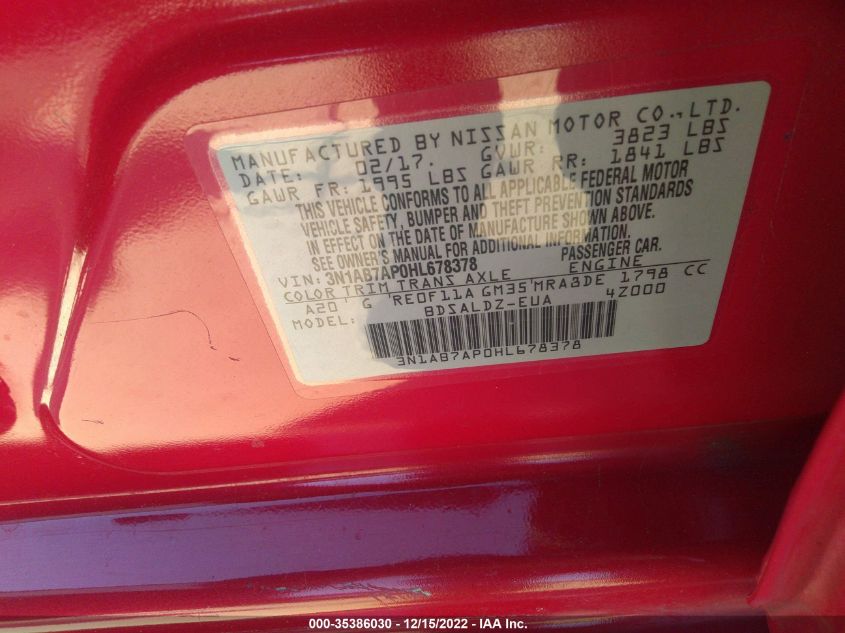 MANUFACTURED BY NISSAN MOTOR CO.,LTD.
DATE: 02/17. GVWR: 3823 LBS
GAWR FR: 1995 LBS GAWR RR: 1841 LBS
THIS VEHICLE CONFORMS TO ALL APPLICABLE FEDERAL MOTOR
VEHICLE SAFETY, BUMPER AND THEFT PREVENTION STANDARDS
IN EFFECT ON THE DATE OF MANUFACTURE SHOWN ABOVE.
SEE OWNER'S MANUAL FOR ADDITIONAL INFORMATION
VIN: 3N1AB7AP0HL678378 PASSENGER CAR.
COLOR TRIM TRANS AXLE ENGINE
A20 G RE0F11A GM35 MRA8DE 1798 CC
MODEL: BDSALDZ-EUA 4Z000
3N1AB7AP0HL678378
000-35386030 - 12/15/2022 - IAA Inc.